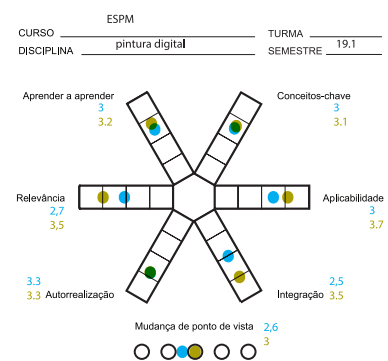 ESPM
CURSO TURMA
DISCIPLINA pintura digital SEMESTRE 19.1
Aprender a aprender
3
3.2
Conceitos-chave
3
3.1
Relevância
2,7
3,5
Aplicabilidade
3
3.7
3.3
3.3 Autorrealização
Integração 2,5
3.5
Mudança de ponto de vista 2,6
3